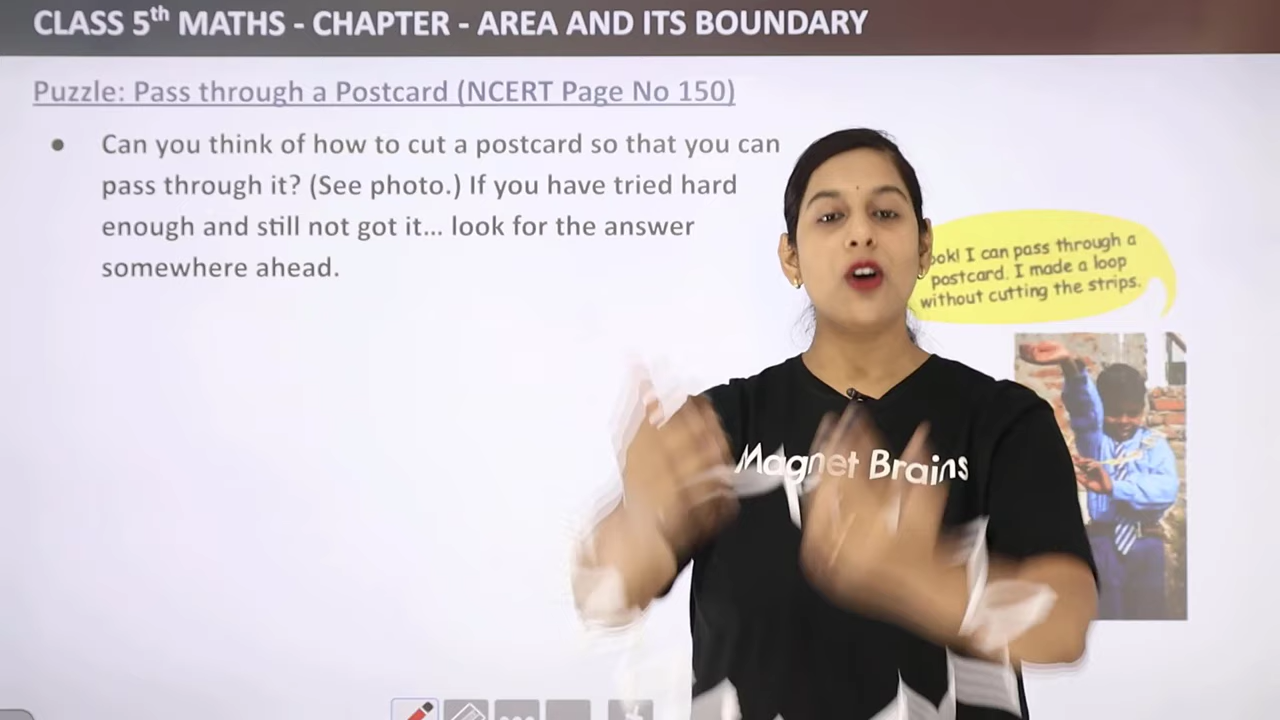 CLASS 5th MATHS - CHAPTER - AREA AND ITS BOUNDARY
Puzzle: Pass through a Postcard (NCERT Page No 150)
● Can you think of how to cut a postcard so that you can
pass through it? (See photo.) If you have tried hard
enough and still not got it... look for the answer
somewhere ahead.
ook! I can pass through a
postcard. I made a loop
without cutting the strips.
Magnet Brains